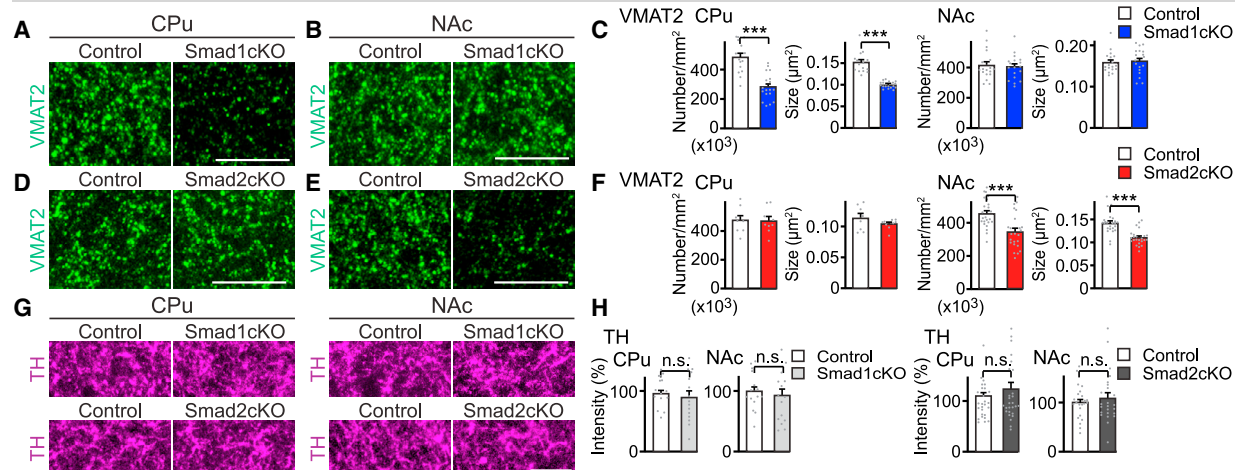 A
CPu
Control
Smad1cKO
VMAT2
B
NAc
Control
Smad1cKO
VMAT2
C
VMAT2
CPu
Number/mm²
400
200
0
(x10³)
***
Size (µm²)
0.15
0.10
0.05
0
***
NAc
Number/mm²
400
200
0
Size (µm²)
0.20
0.10
0
Control
Smad1cKO
D
Control
Smad2cKO
VMAT2
E
Control
Smad2cKO
VMAT2
F
VMAT2
CPu
Number/mm²
400
200
0
(x10³)
Size (µm²)
0.10
0.05
0
NAc
Number/mm²
400
200
0
***
Size (µm²)
0.15
0.10
0.05
0
***
Control
Smad2cKO
G
CPu
Control
Smad1cKO
TH
Smad2cKO
Control
TH
NAc
Control
Smad1cKO
TH
Control
Smad2cKO
TH
H
TH
CPu
Intensity (%)
100
0
n.s.
NAc
100
0
n.s.
Control
Smad1cKO
TH
CPu
Intensity (%)
100
0
n.s.
NAc
100
0
n.s.
Control
Smad2cKO